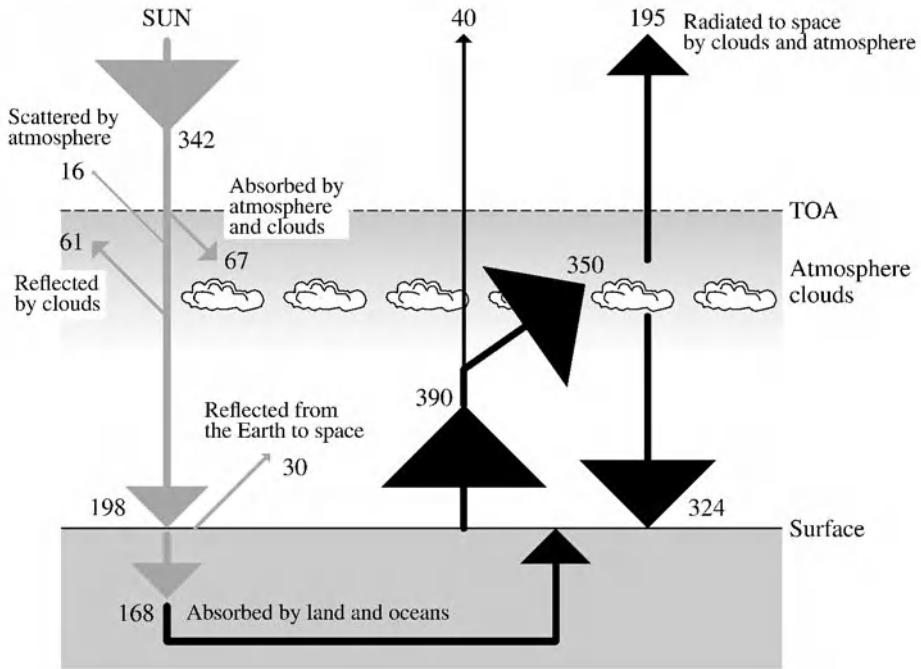 SUN
40
195
Radiated to space
by clouds and atmosphere
Scattered by
atmosphere
16
342
Absorbed by
atmosphere
and clouds
67
TOA
61
Reflected
by clouds
350
Atmosphere
clouds
390
Reflected from
the Earth to space
30
198
324
Surface
168
Absorbed by land and oceans